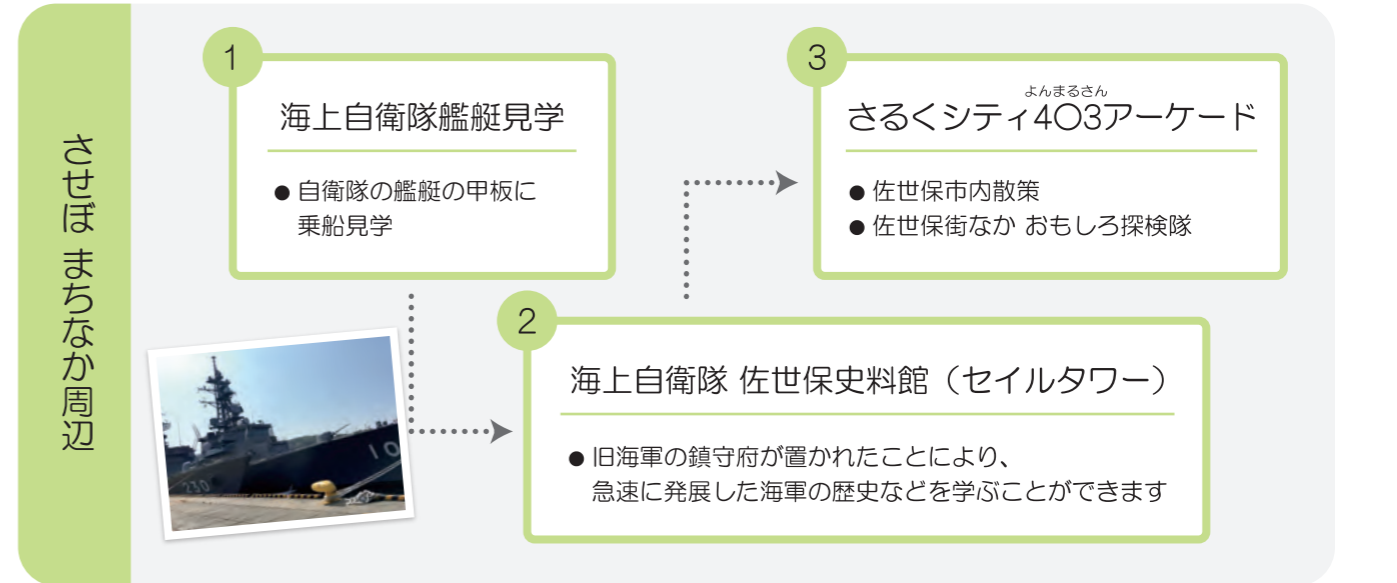 させぼ まちなか周辺
1
海上自衛隊艦艇見学
● 自衛隊の艦艇の甲板に
乗船見学
230
10
2
海上自衛隊 佐世保史料館（セイルタワー）
● 旧海軍の鎮守府が置かれたことにより、
急速に発展した海軍の歴史などを学ぶことができます
3
よんまるさん
さるくシティ4〇3アーケード
● 佐世保市内散策
● 佐世保街なか おもしろ探検隊